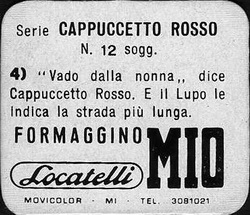 Serie CAPPUCCETTO ROSSO
N. 12 sogg.
4) "Vado dalla nonna„ dice
Cappuccetto Rosso. E il Lupo le
indica la strada più lunga.
FORMAGGINO MIO
Locatelli
MOVICOLOR - MI - TEL. 3081021